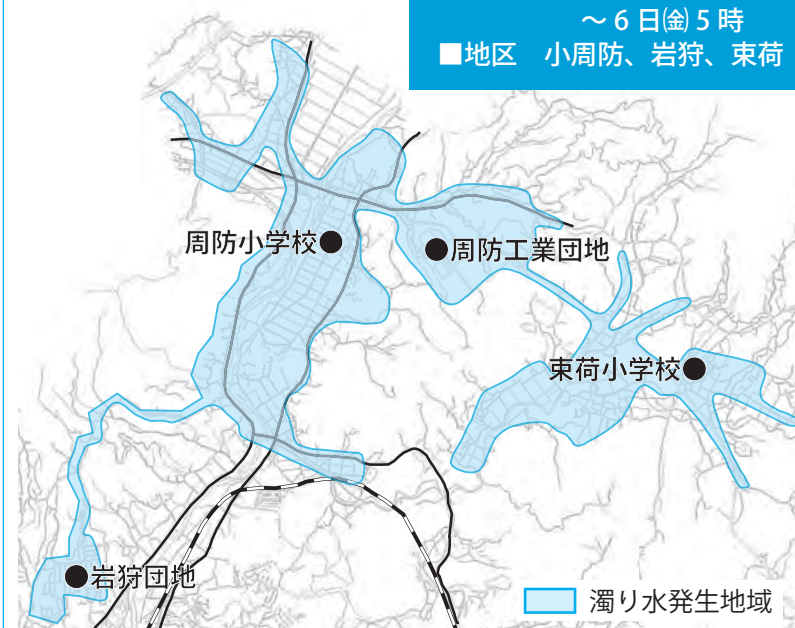 ～6日㈮5時
■地区　小周防、岩狩、束荷
周防小学校●
●周防工業団地
束荷小学校●
●岩狩団地
濁り水発生地域